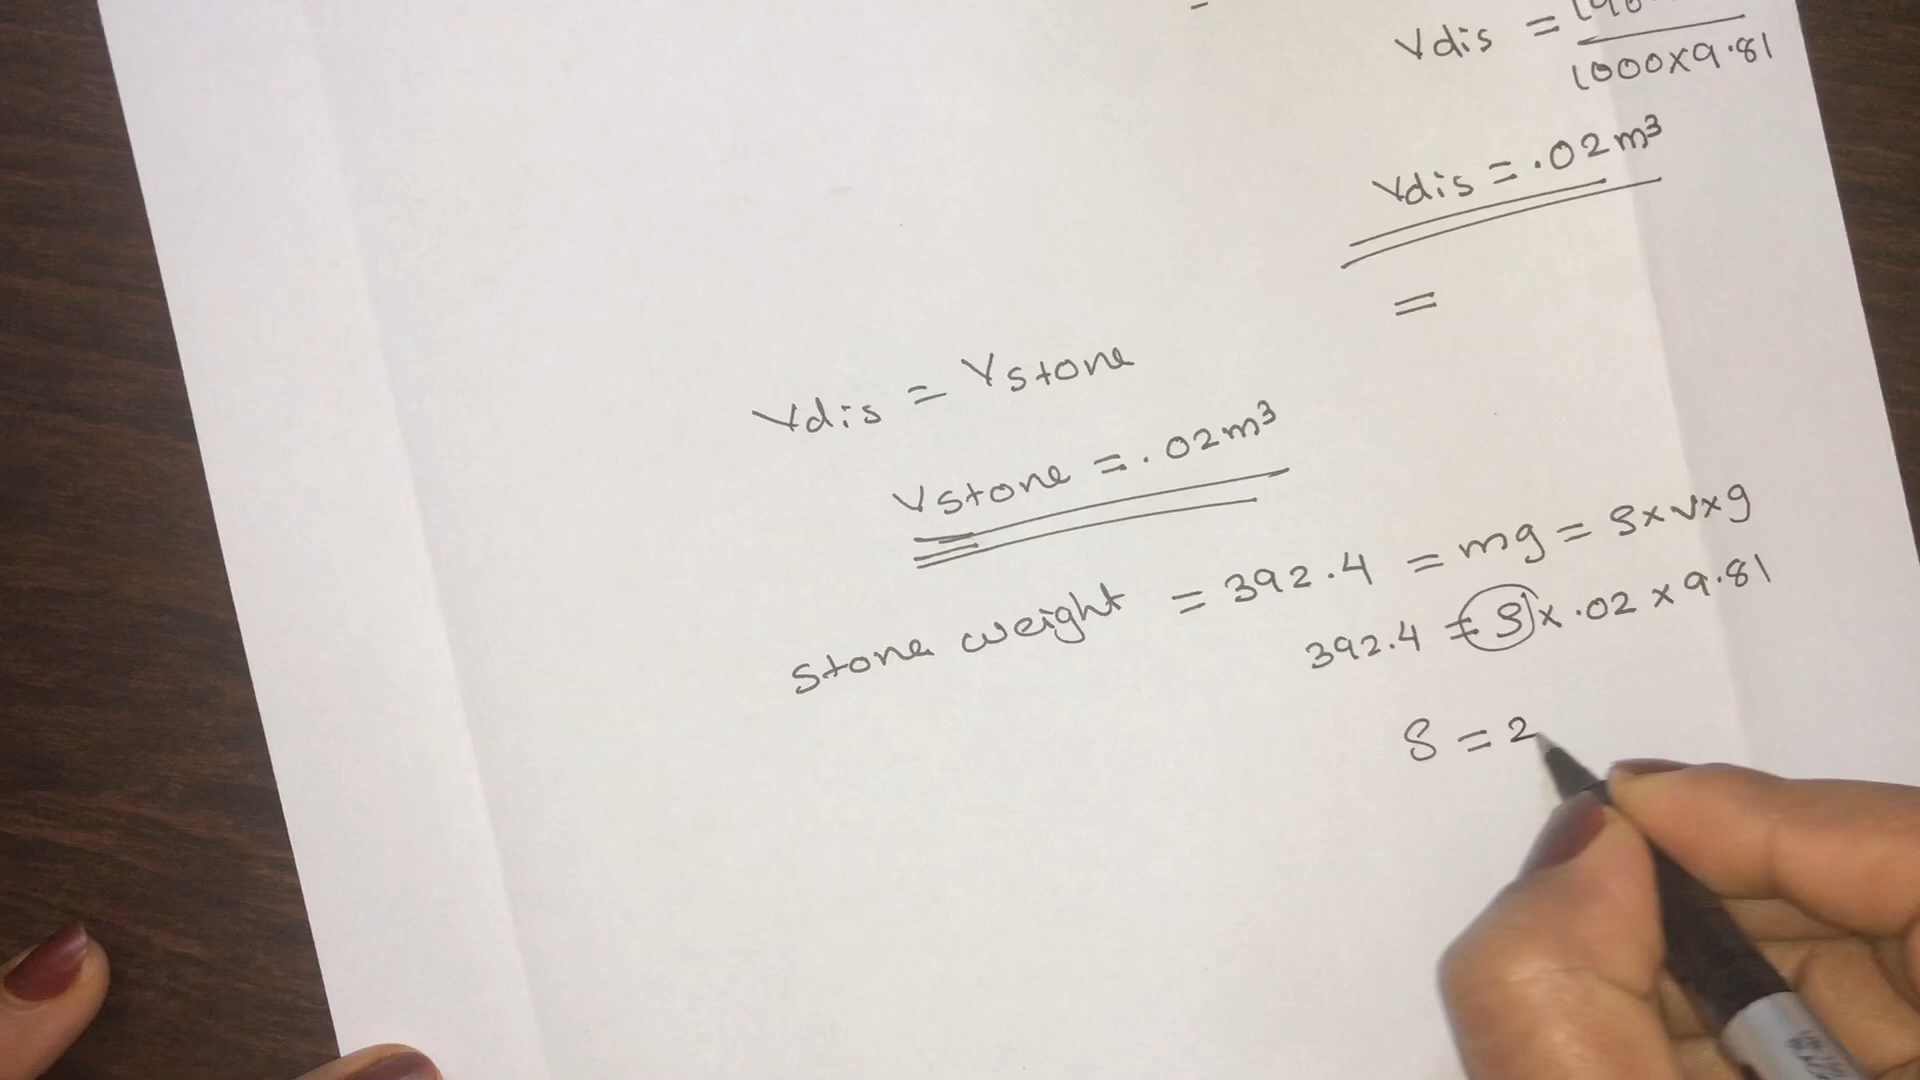 Vdis =
1000×9.81
Vdis = .02m³
=
Vdis = Vstone
Vstone = .02m³
Stone weight = 392.4 = mg = S×V×g
392.4 = S × .02 × 9.81
S = 2